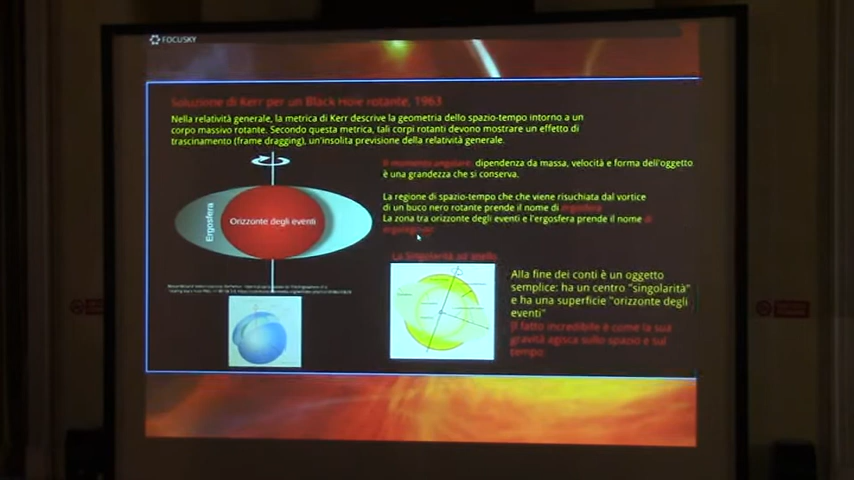 FOCUSKY
Soluzione di Kerr per un Black Hole rotante, 1963
Nella relatività generale, la metrica di Kerr descrive la geometria dello spazio-tempo intorno a un
corpo massivo rotante. Secondo questa metrica, tali corpi rotanti devono mostrare un effetto di
trascinamento (frame dragging), un'insolita previsione della relatività generale.
Il momento angolare, dipendenza da massa, velocità e forma dell'oggetto
è una grandezza che si conserva.
Ergosfera
Orizzonte degli eventi
La regione di spazio-tempo che che viene risuchiata dal vortice
di un buco nero rotante prende il nome di ergosfera
La zona tra orizzonte degli eventi e l'ergosfera prende il nome di
La Singolarità ad anello
Alla fine dei conti è un oggetto
semplice: ha un centro "singolarità"
e ha una superficie "orizzonte degli
eventi"
Il fatto incredibile è come la sua
gravità agisca sullo spazio e sul
tempo